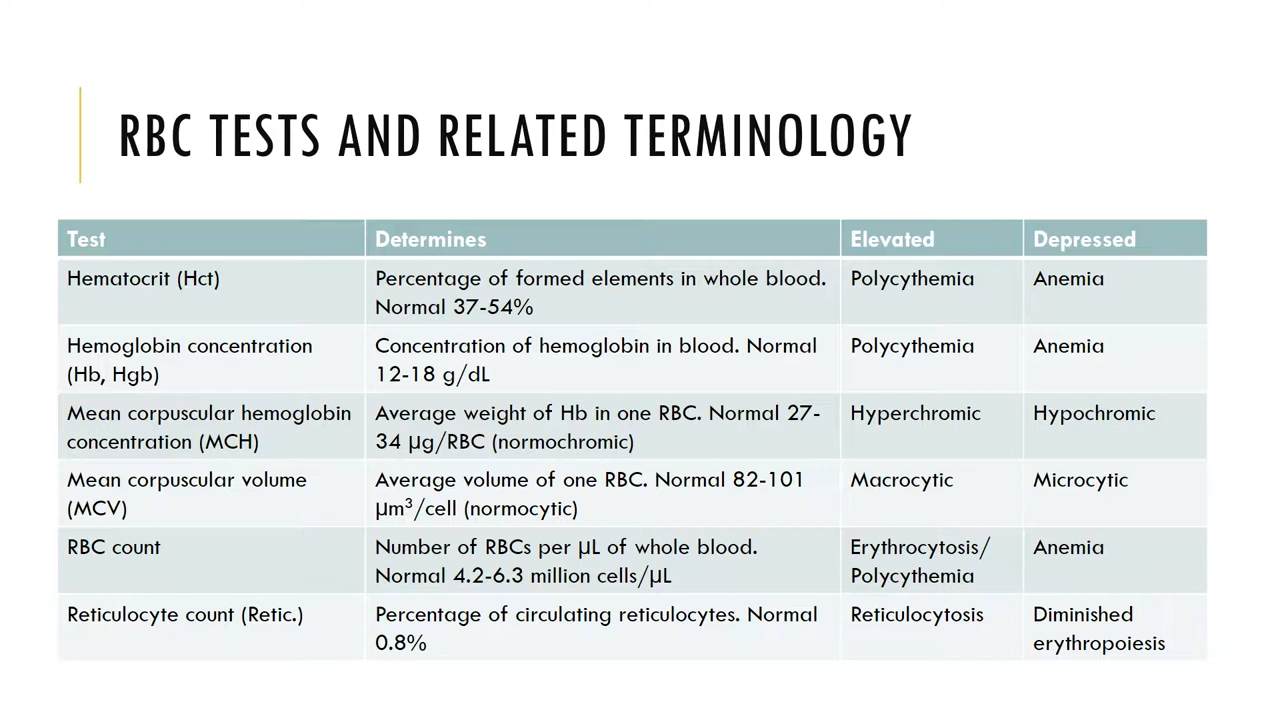 RBC TESTS AND RELATED TERMINOLOGY
Test Determines Elevated Depressed
Hematocrit (Hct)
Percentage of formed elements in whole blood.
Normal 37-54%
Polycythemia
Anemia
Hemoglobin concentration
(Hb, Hgb)
Concentration of hemoglobin in blood. Normal
12-18 g/dL
Polycythemia
Anemia
Mean corpuscular hemoglobin
concentration (MCH)
Average weight of Hb in one RBC. Normal 27-
34 µg/RBC (normochromic)
Hyperchromic
Hypochromic
Mean corpuscular volume
(MCV)
Average volume of one RBC. Normal 82-101
µm³/cell (normocytic)
Macrocytic
Microcytic
RBC count
Number of RBCs per µL of whole blood.
Normal 4.2-6.3 million cells/µL
Erythrocytosis/
Polycythemia
Anemia
Reticulocyte count (Retic.)
Percentage of circulating reticulocytes. Normal
0.8%
Reticulocytosis
Diminished
erythropoiesis